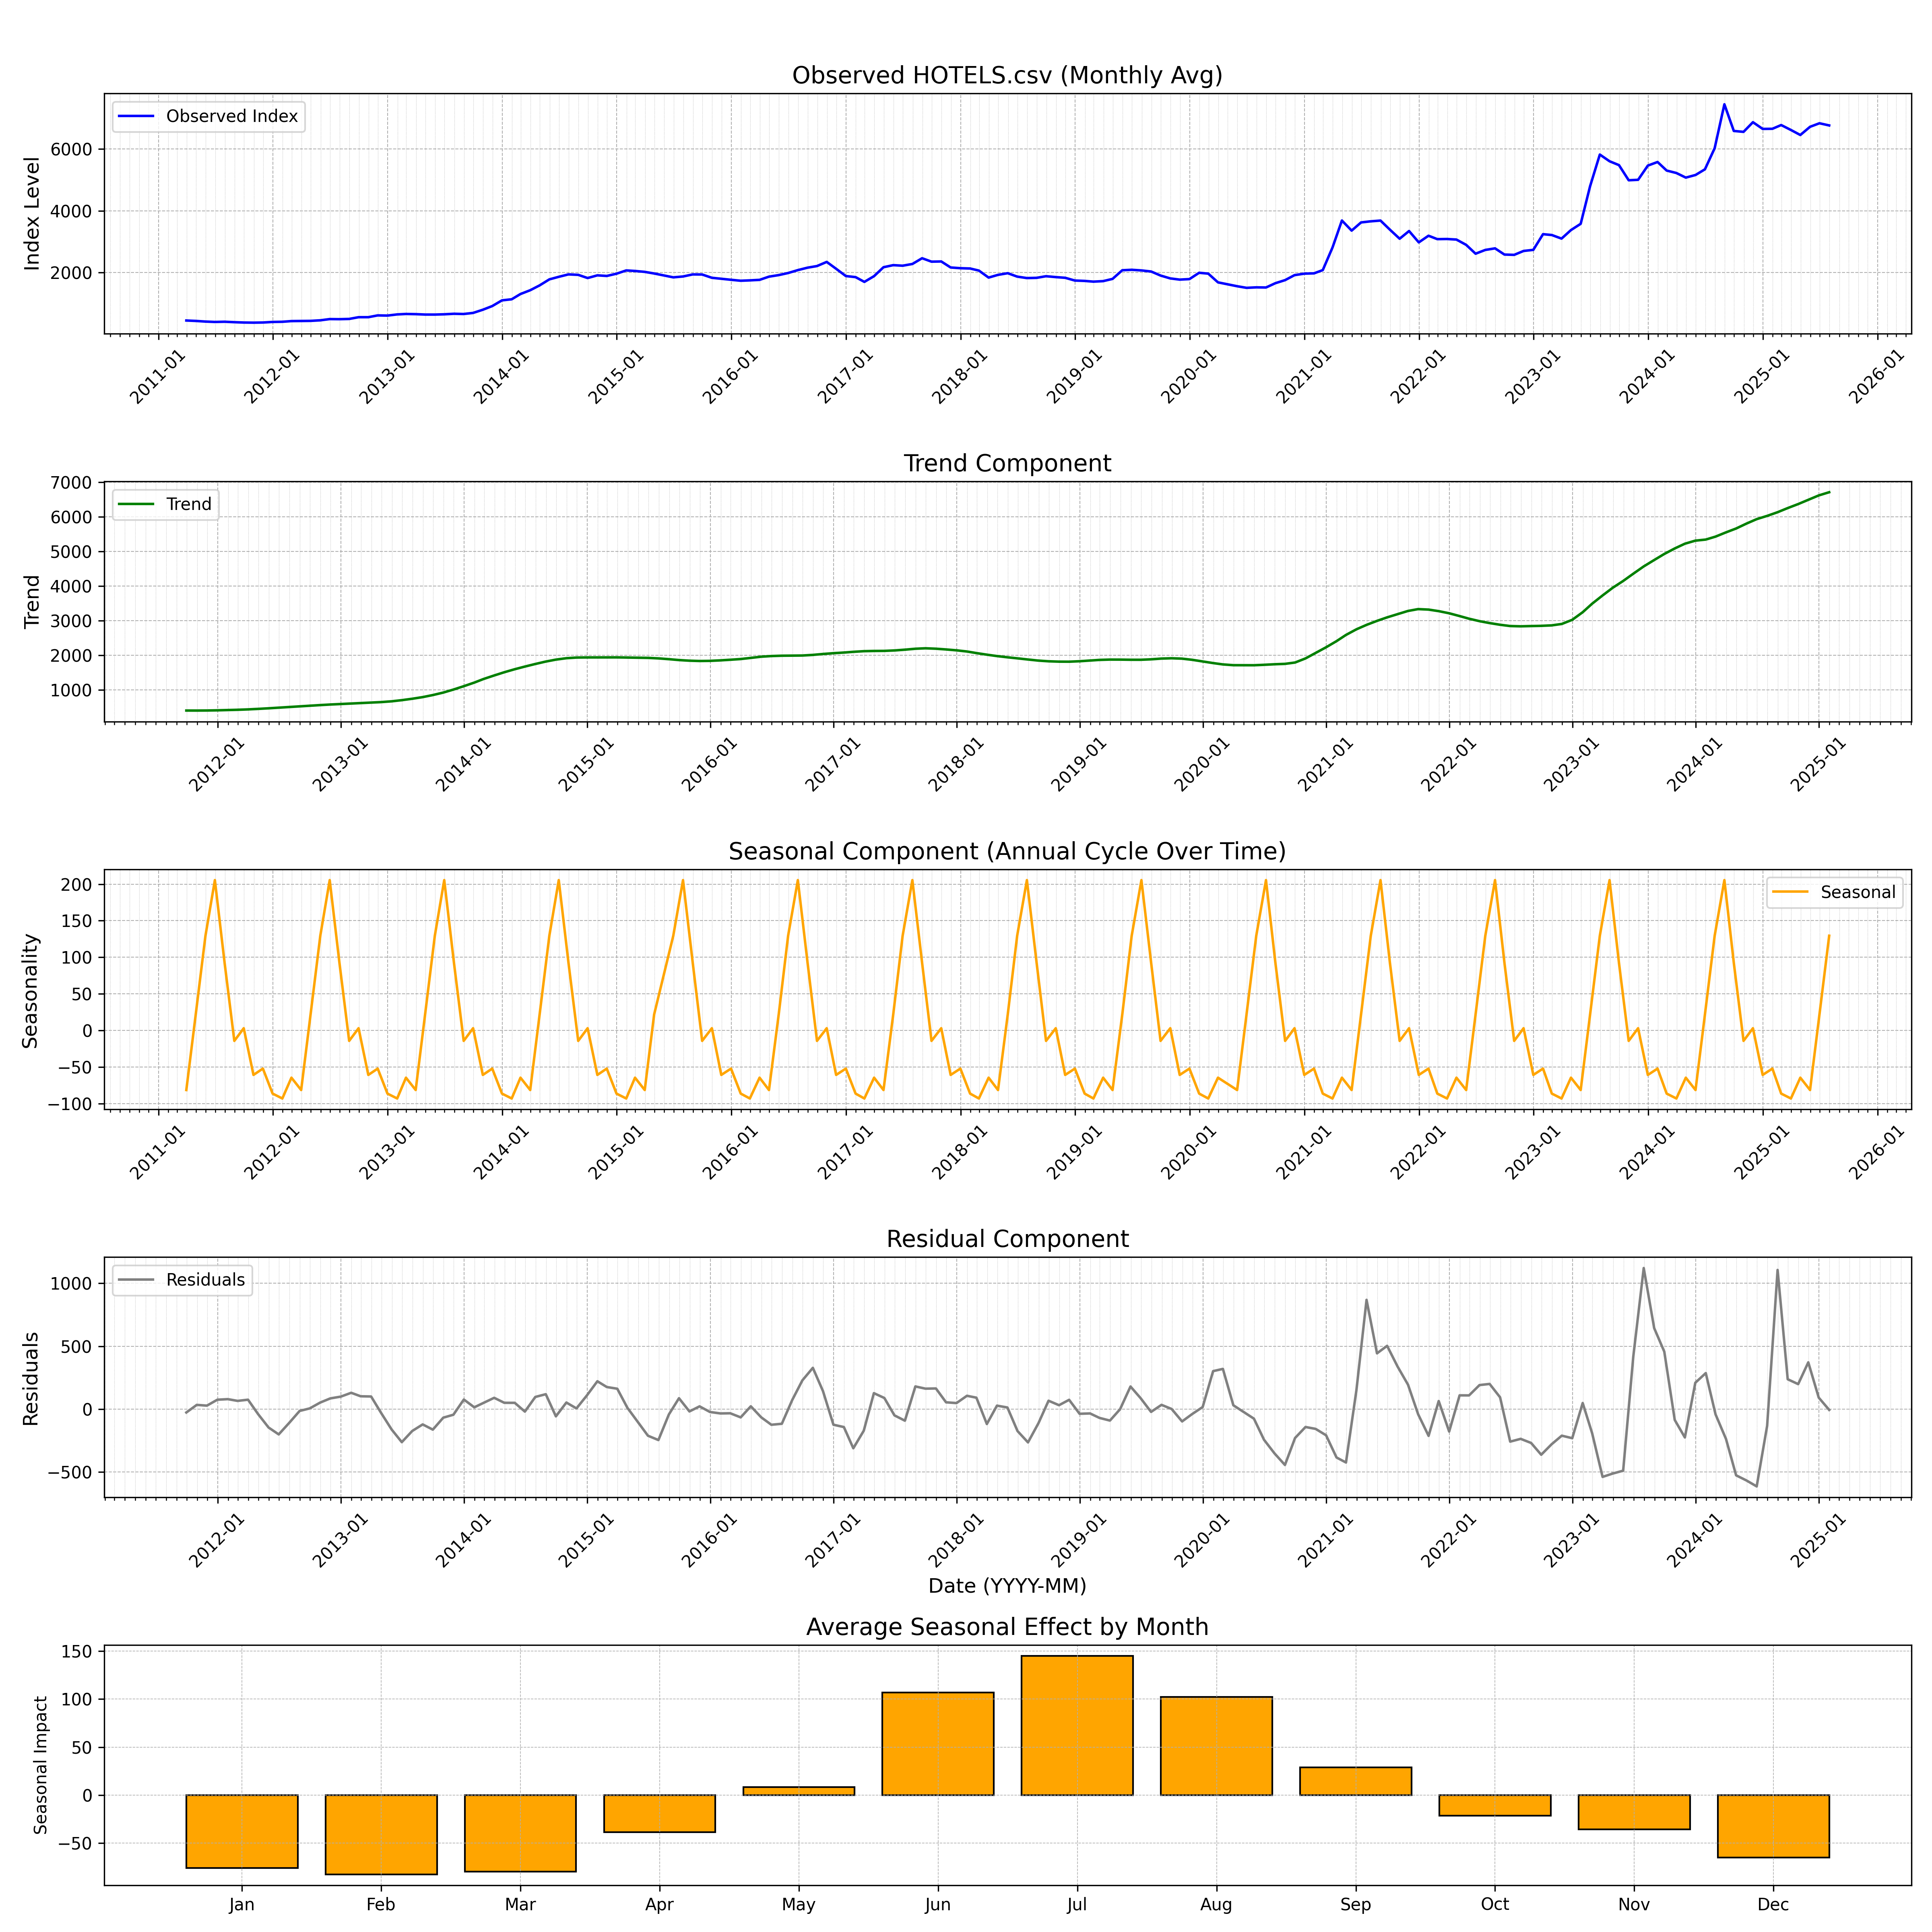 Observed HOTELS.csv (Monthly Avg)
Observed Index
Index Level
6000
4000
2000
2011-01 2012-01 2013-01 2014-01 2015-01 2016-01 2017-01 2018-01 2019-01 2020-01 2021-01 2022-01 2023-01 2024-01 2025-01 2026-01
Trend Component
Trend
Trend
7000
6000
5000
4000
3000
2000
1000
2012-01 2013-01 2014-01 2015-01 2016-01 2017-01 2018-01 2019-01 2020-01 2021-01 2022-01 2023-01 2024-01 2025-01
Seasonal Component (Annual Cycle Over Time)
Seasonal
Seasonality
200
150
100
50
0
−50
−100
2011-01 2012-01 2013-01 2014-01 2015-01 2016-01 2017-01 2018-01 2019-01 2020-01 2021-01 2022-01 2023-01 2024-01 2025-01 2026-01
Residual Component
Residuals
Residuals
1000
500
0
−500
2012-01 2013-01 2014-01 2015-01 2016-01 2017-01 2018-01 2019-01 2020-01 2021-01 2022-01 2023-01 2024-01 2025-01
Date (YYYY-MM)
Average Seasonal Effect by Month
Seasonal Impact
150
100
50
0
−50
Jan Feb Mar Apr May Jun Jul Aug Sep Oct Nov Dec